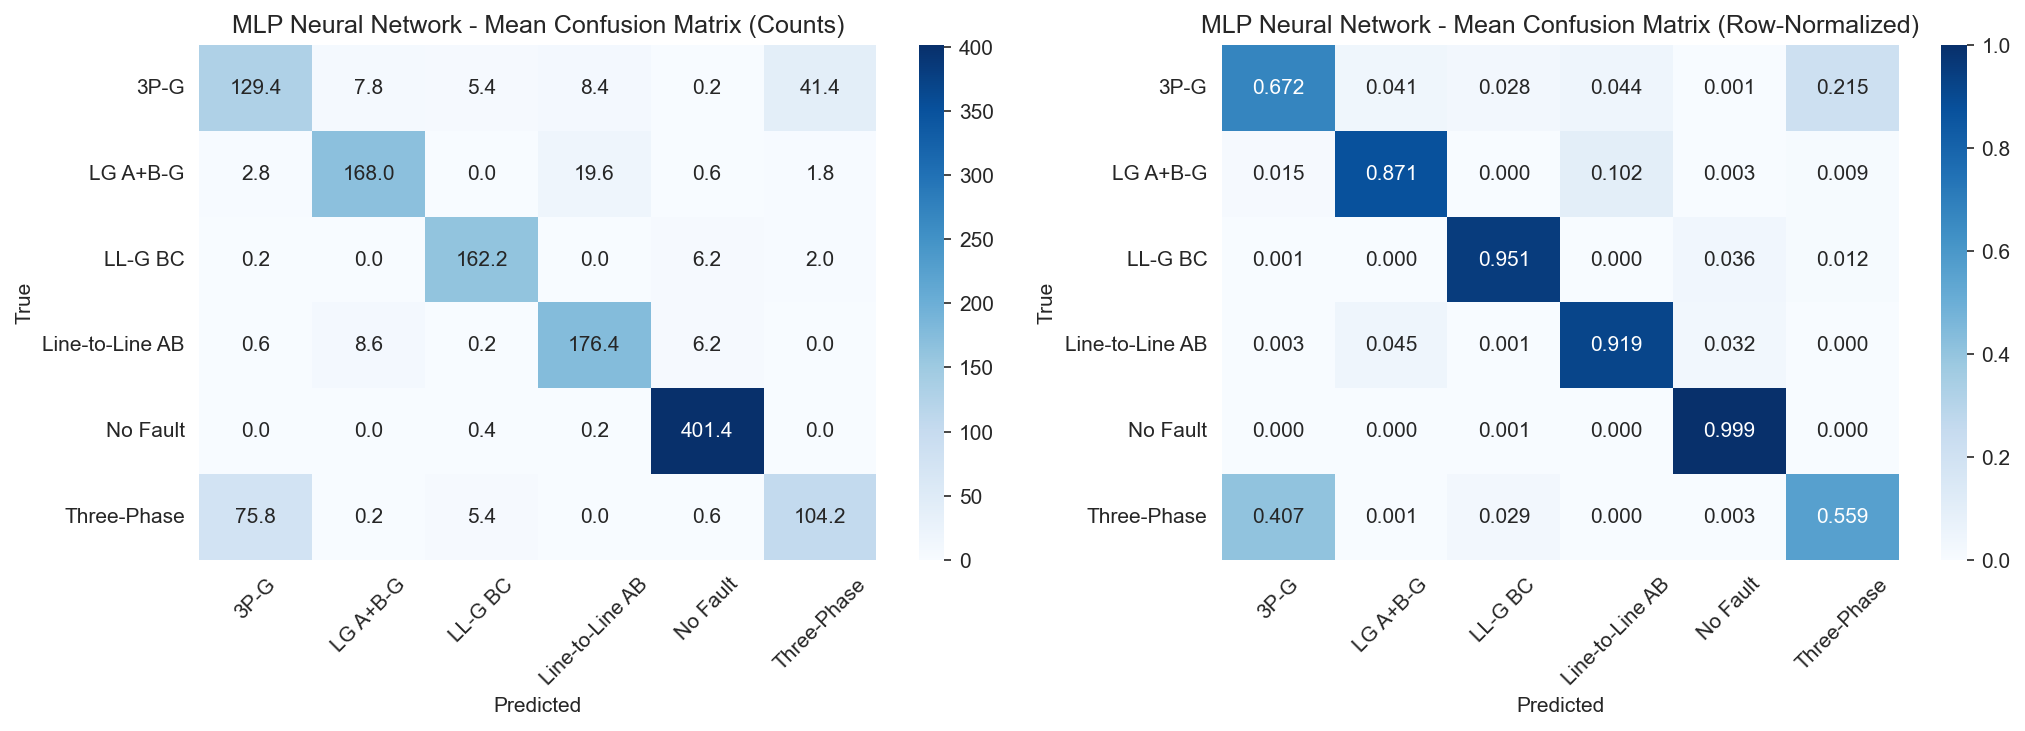 MLP Neural Network - Mean Confusion Matrix (Counts)
3P-G 129.4 7.8 5.4 8.4 0.2 41.4
LG A+B-G 2.8 168.0 0.0 19.6 0.6 1.8
LL-G BC 0.2 0.0 162.2 0.0 6.2 2.0
Line-to-Line AB 0.6 8.6 0.2 176.4 6.2 0.0
No Fault 0.0 0.0 0.4 0.2 401.4 0.0
Three-Phase 75.8 0.2 5.4 0.0 0.6 104.2
True
3P-G LG A+B-G LL-G BC Line-to-Line AB No Fault Three-Phase
Predicted
400
350
300
250
200
150
100
50
0
MLP Neural Network - Mean Confusion Matrix (Row-Normalized)
3P-G 0.672 0.041 0.028 0.044 0.001 0.215
LG A+B-G 0.015 0.871 0.000 0.102 0.003 0.009
LL-G BC 0.001 0.000 0.951 0.000 0.036 0.012
Line-to-Line AB 0.003 0.045 0.001 0.919 0.032 0.000
No Fault 0.000 0.000 0.001 0.000 0.999 0.000
Three-Phase 0.407 0.001 0.029 0.000 0.003 0.559
True
3P-G LG A+B-G LL-G BC Line-to-Line AB No Fault Three-Phase
Predicted
1.0
0.8
0.6
0.4
0.2
0.0